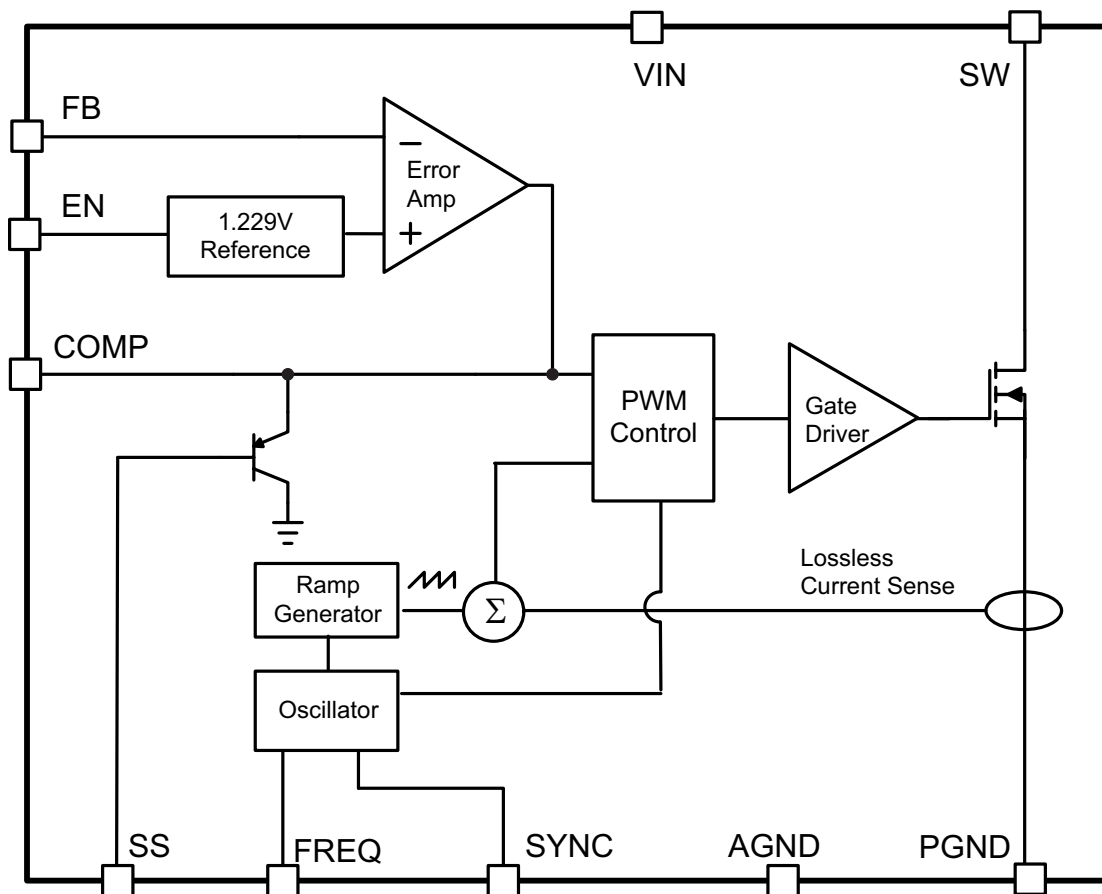 VIN
SW
FB
Error
Amp
EN
1.229V
Reference
COMP
PWM
Control
Gate
Driver
Lossless
Current Sense
Ramp
Generator
Σ
Oscillator
SS
FREQ
SYNC
AGND
PGND